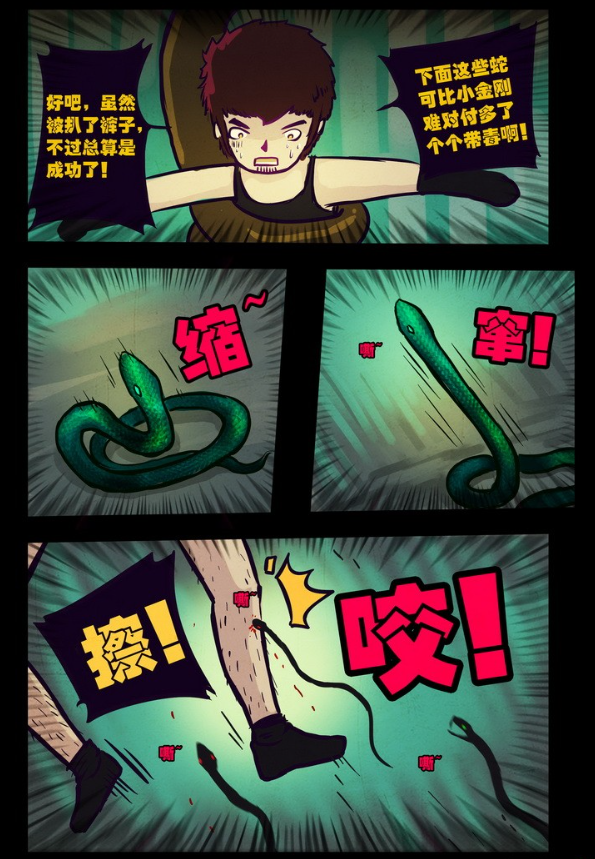 好吧，虽然
被扒了裤子，
不过总算是
成功了！
下面这些蛇
可比小金刚
难对付多了
个个带毒啊！
缩~
嘶~
窜！
擦！
嘶~
咬！
嘶~
嘶~